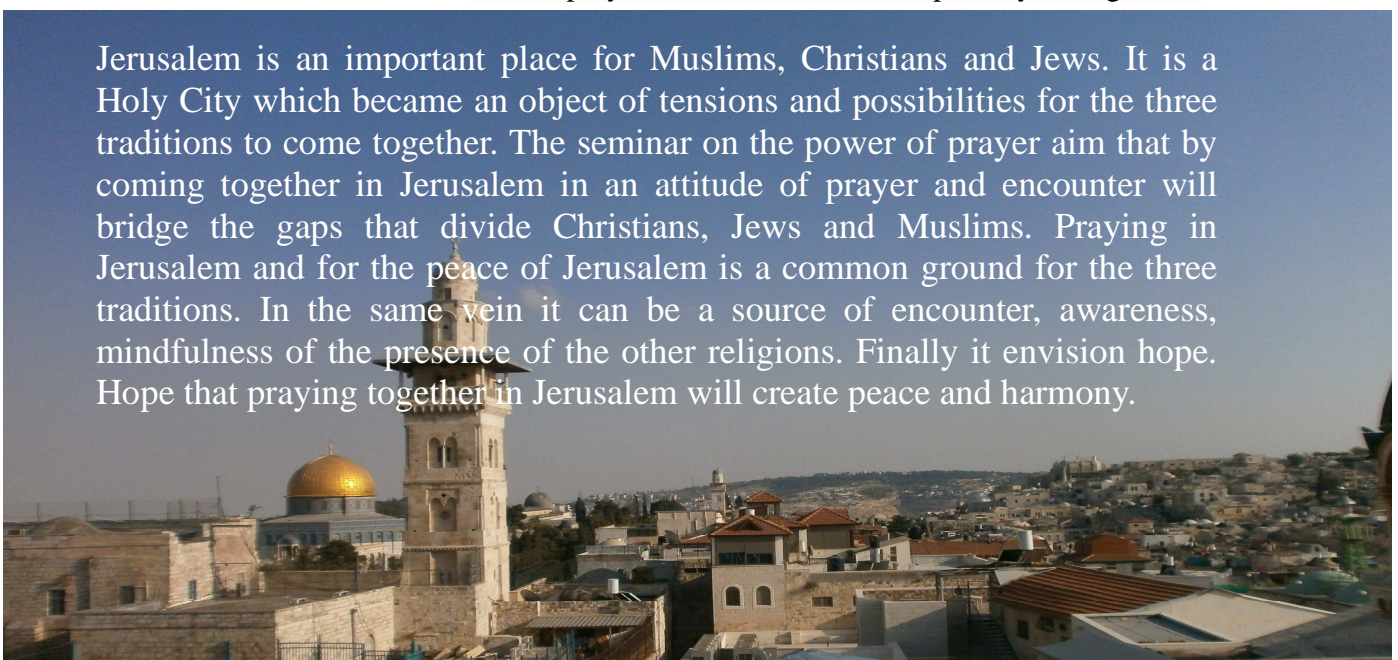 Jerusalem is an important place for Muslims, Christians and Jews. It is a
Holy City which became an object of tensions and possibilities for the three
traditions to come together. The seminar on the power of prayer aim that by
coming together in Jerusalem in an attitude of prayer and encounter will
bridge the gaps that divide Christians, Jews and Muslims. Praying in
Jerusalem and for the peace of Jerusalem is a common ground for the three
traditions. In the same vein it can be a source of encounter, awareness,
mindfulness of the presence of the other religions. Finally it envision hope.
Hope that praying together in Jerusalem will create peace and harmony.